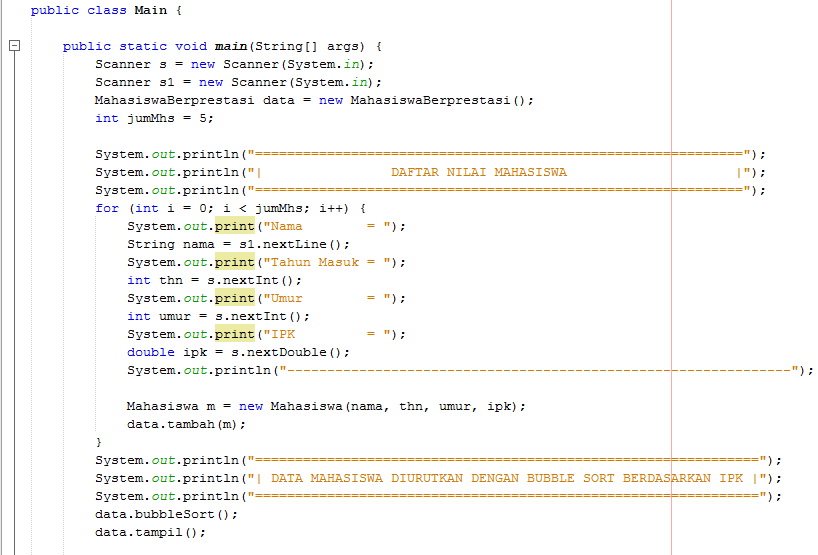 public class Main {
public static void main(String[] args) {
Scanner s = new Scanner(System.in);
Scanner s1 = new Scanner(System.in);
MahasiswaBerprestasi data = new MahasiswaBerprestasi();
int jumMhs = 5;
System.out.println("=============================================================");
System.out.println("|                DAFTAR NILAI MAHASISWA                     |");
System.out.println("=============================================================");
for (int i = 0; i < jumMhs; i++) {
System.out.print("Nama        = ");
String nama = s1.nextLine();
System.out.print("Tahun Masuk = ");
int thn = s.nextInt();
System.out.print("Umur        = ");
int umur = s.nextInt();
System.out.print("IPK         = ");
double ipk = s.nextDouble();
System.out.println("---------------------------------------------------------------");
Mahasiswa m = new Mahasiswa(nama, thn, umur, ipk);
data.tambah(m);
}
System.out.println("===============================================================");
System.out.println("| DATA MAHASISWA DIURUTKAN DENGAN BUBBLE SORT BERDASARKAN IPK |");
System.out.println("===============================================================");
data.bubbleSort();
data.tampil();